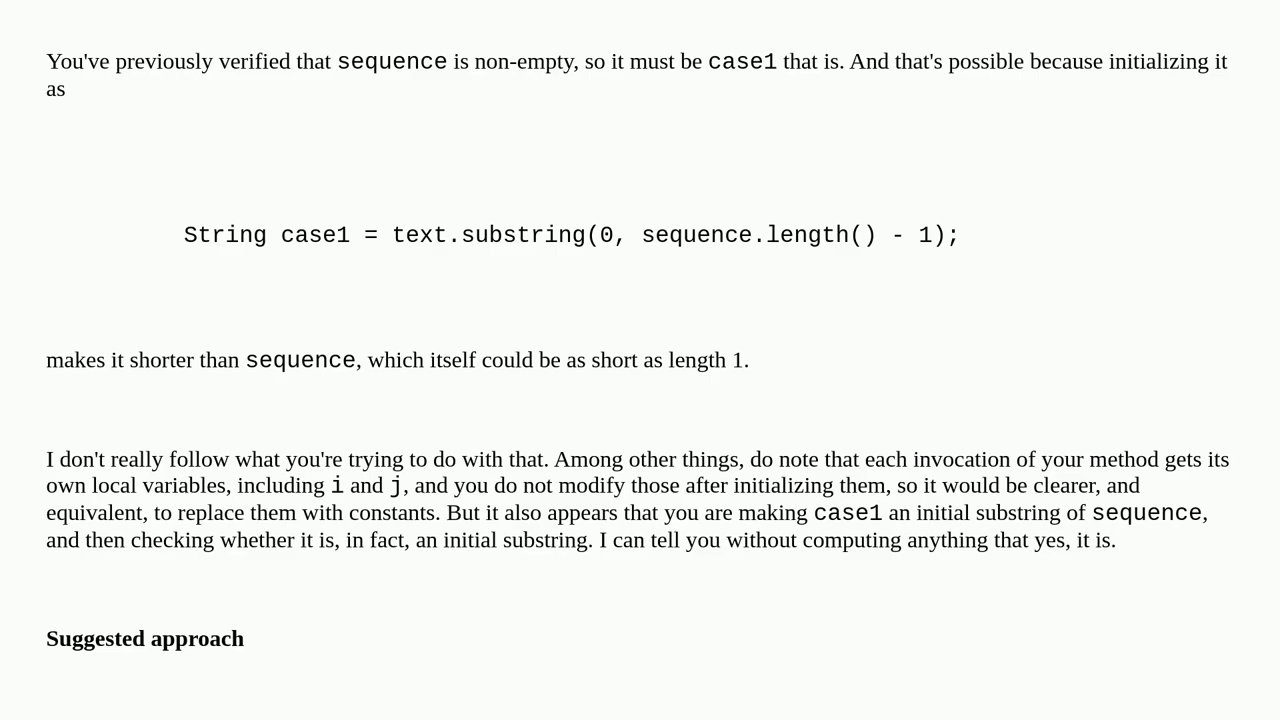 You've previously verified that sequence is non-empty, so it must be case1 that is. And that's possible because initializing it
as
String case1 = text.substring(0, sequence.length() - 1);
makes it shorter than sequence, which itself could be as short as length 1.
I don't really follow what you're trying to do with that. Among other things, do note that each invocation of your method gets its
own local variables, including i and j, and you do not modify those after initializing them, so it would be clearer, and
equivalent, to replace them with constants. But it also appears that you are making case1 an initial substring of sequence,
and then checking whether it is, in fact, an initial substring. I can tell you without computing anything that yes, it is.
Suggested approach